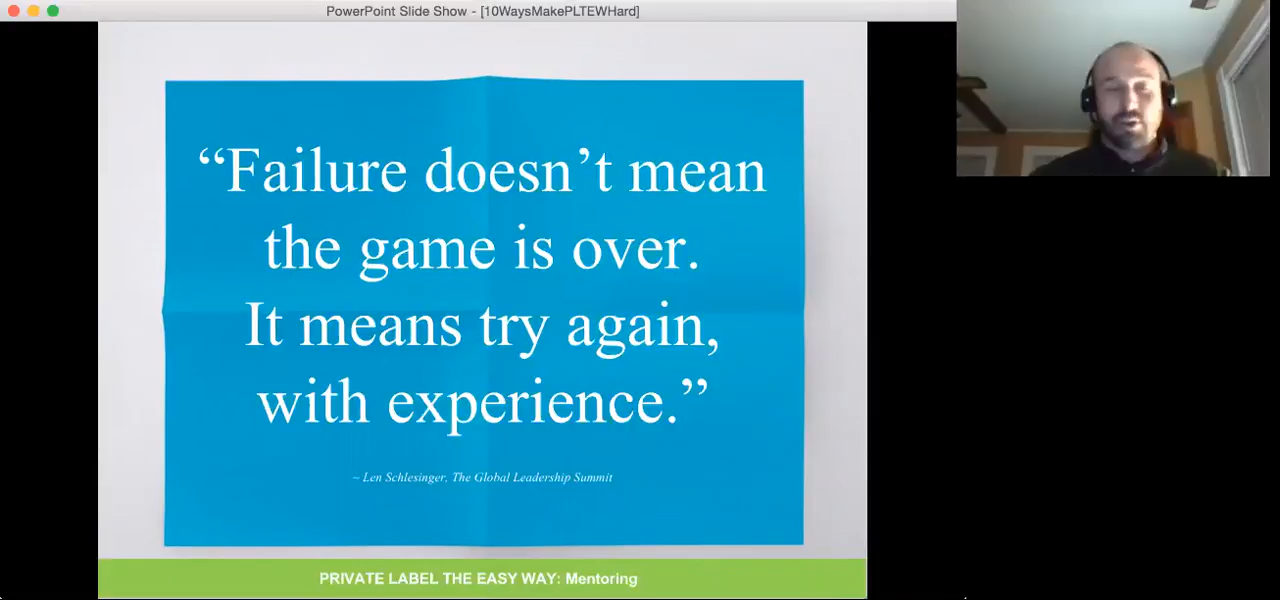 PowerPoint Slide Show - [10WaysMakePLTEWHard]
“Failure doesn’t mean
the game is over.
It means try again,
with experience.”
~ Len Schlesinger, The Global Leadership Summit
PRIVATE LABEL THE EASY WAY: Mentoring